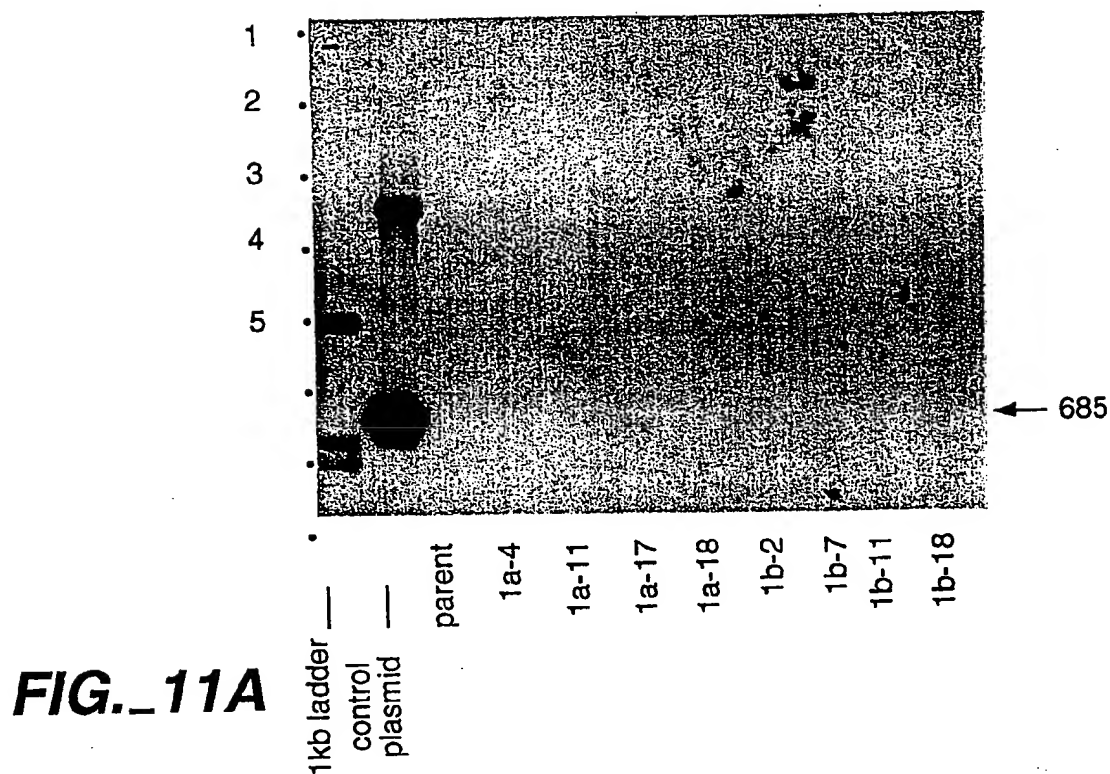 1
2
3
4
5
685
1kb ladder
control
plasmid
parent
1a-4
1a-11
1a-17
1a-18
1b-2
1b-7
1b-11
1b-18
FIG._11A